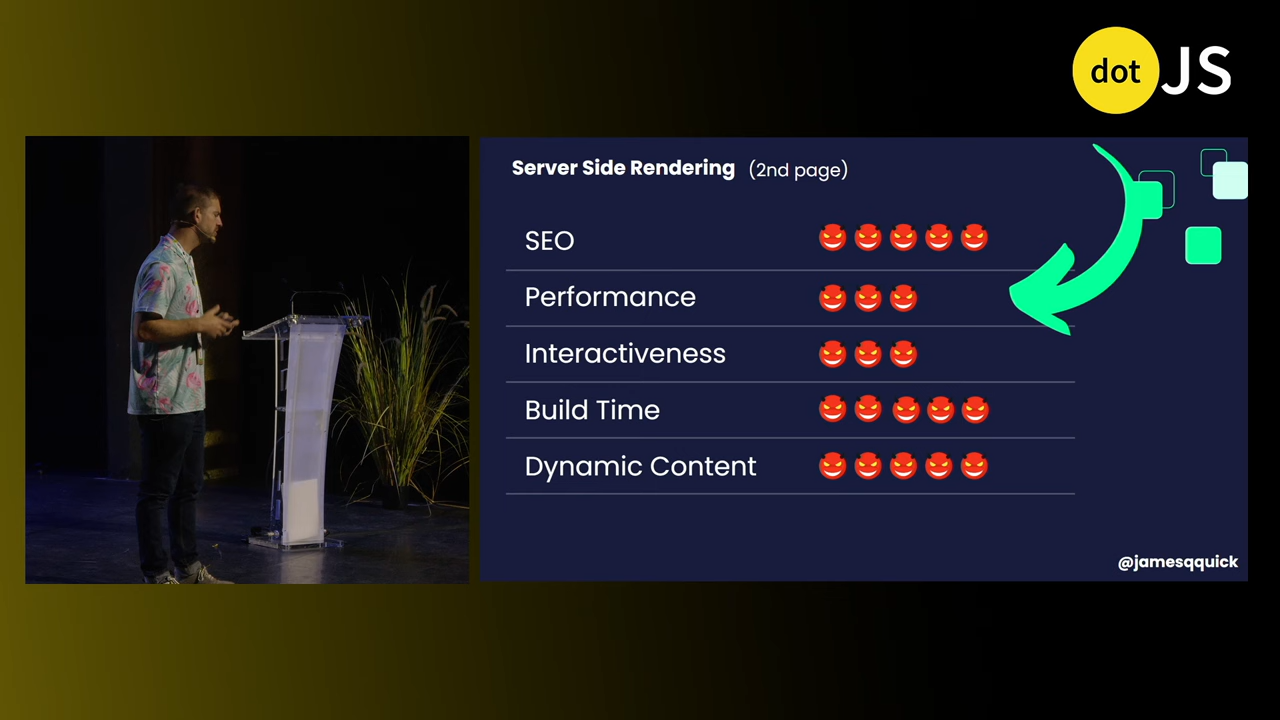 dot JS
Server Side Rendering (2nd page)
SEO
Performance
Interactiveness
Build Time
Dynamic Content
@jamesqquick